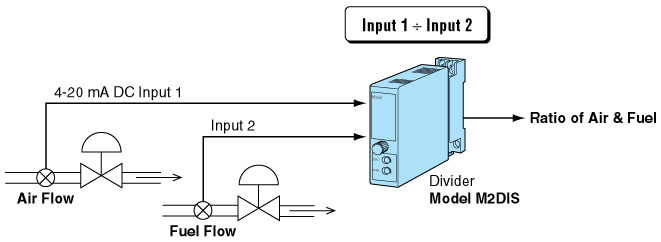 Input 1 ÷ Input 2
4-20 mA DC Input 1
Input 2
Ratio of Air & Fuel
Air Flow
Fuel Flow
Divider
Model M2DIS